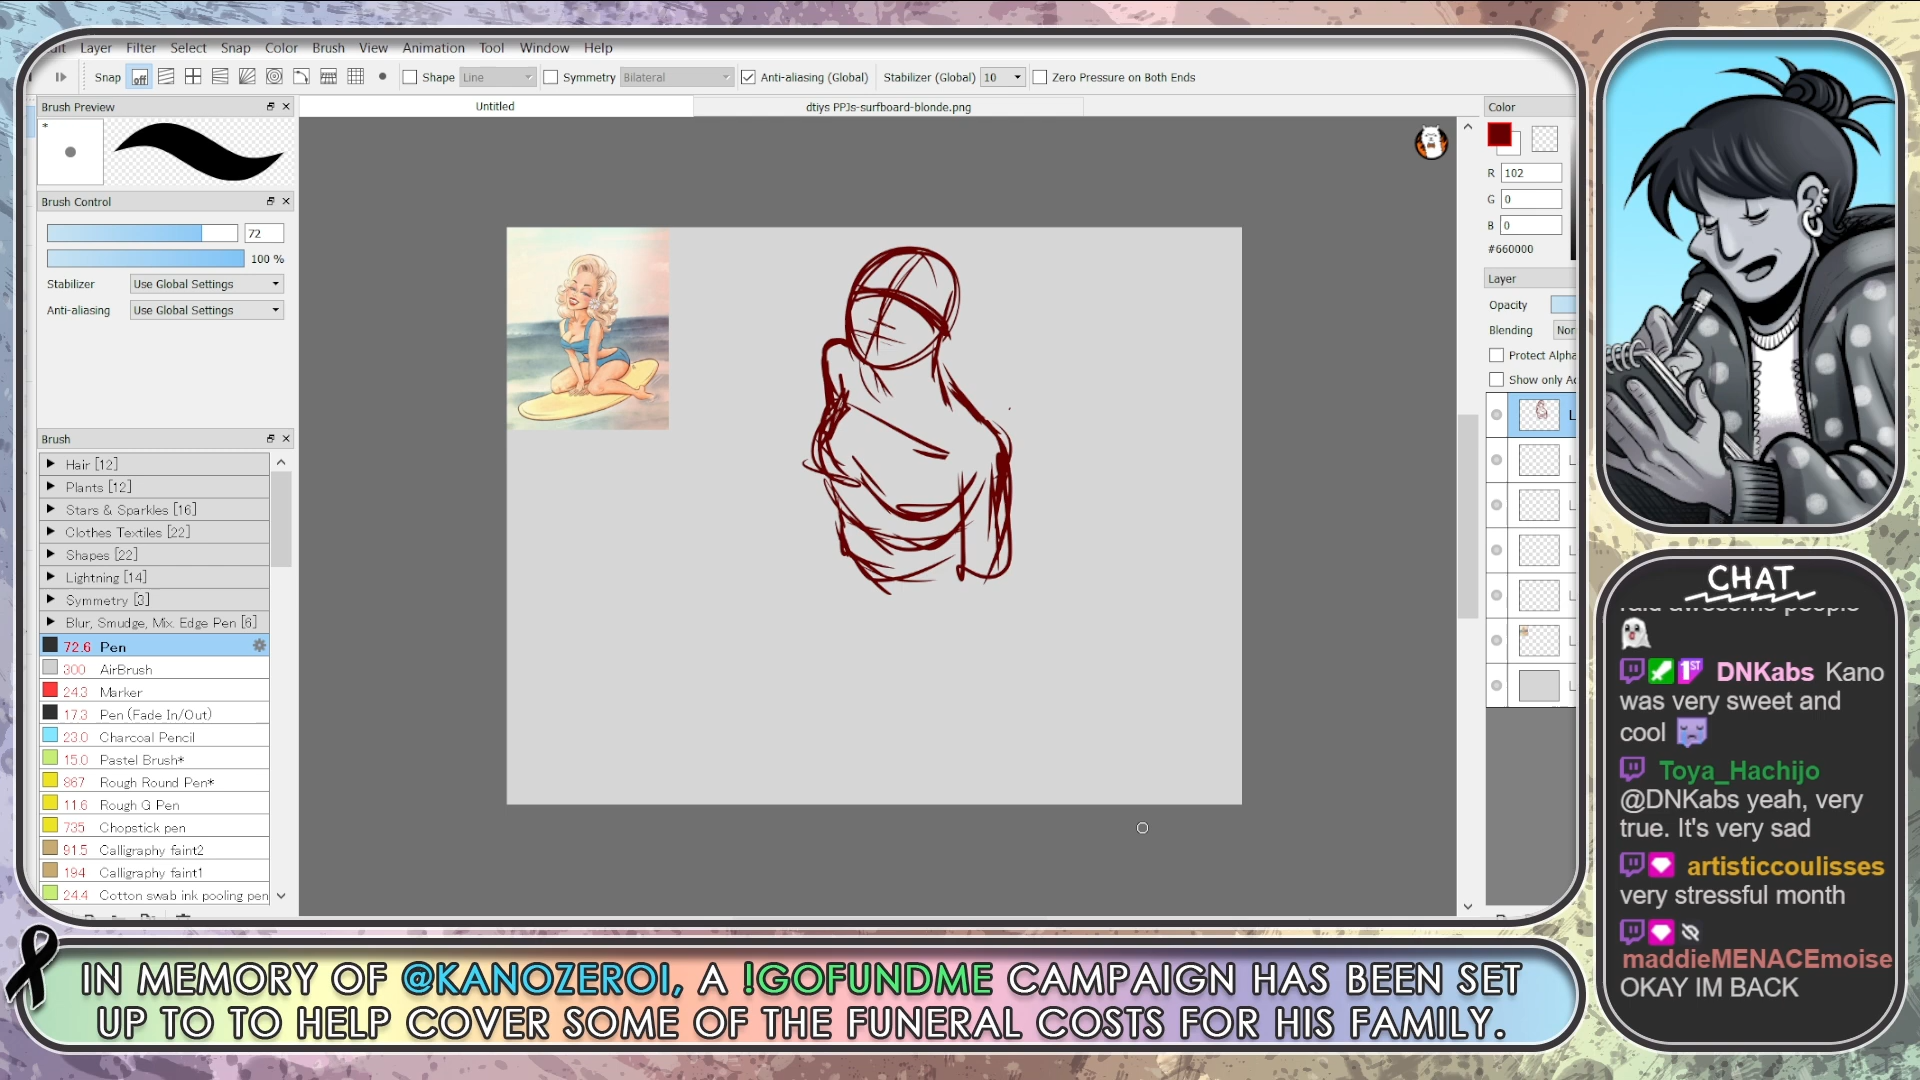 Layer Filter Select Snap Color Brush View Animation Tool Window Help
Snap off Shape Line Symmetry Bilateral Anti-aliasing (Global) Stabilizer (Global) 10 Zero Pressure on Both Ends
Brush Preview
Untitled
dtiys PPJs-surfboard-blonde.png
Color
*
R 102
G 0
B 0
#660000
Brush Control
72
100 %
Stabilizer Use Global Settings
Anti-aliasing Use Global Settings
Layer
Opacity
Blending
Protect Alpha
Show only
Brush
Hair [12]
Plants [12]
Stars & Sparkles [16]
Clothes Textiles [22]
Shapes [22]
Lightning [14]
Symmetry [3]
Blur, Smudge, Mix. Edge Pen [6]
72.6 Pen
300 AirBrush
24.3 Marker
17.3 Pen (Fade In/Out)
23.0 Charcoal Pencil
15.0 Pastel Brush*
867 Rough Round Pen*
11.6 Rough G Pen
735 Chopstick pen
91.5 Calligraphy faint2
194 Calligraphy faint1
24.4 Cotton swab ink pooling pen
CHAT
1ST DNKabs Kano
was very sweet and
cool
Toya_Hachijo
@DNKabs yeah, very
true. It's very sad
artisticcoulisses
very stressful month
maddieMENACEmoise
OKAY IM BACK
IN MEMORY OF @KANOZEROI, A !GOFUNDME CAMPAIGN HAS BEEN SET
UP TO TO HELP COVER SOME OF THE FUNERAL COSTS FOR HIS FAMILY.